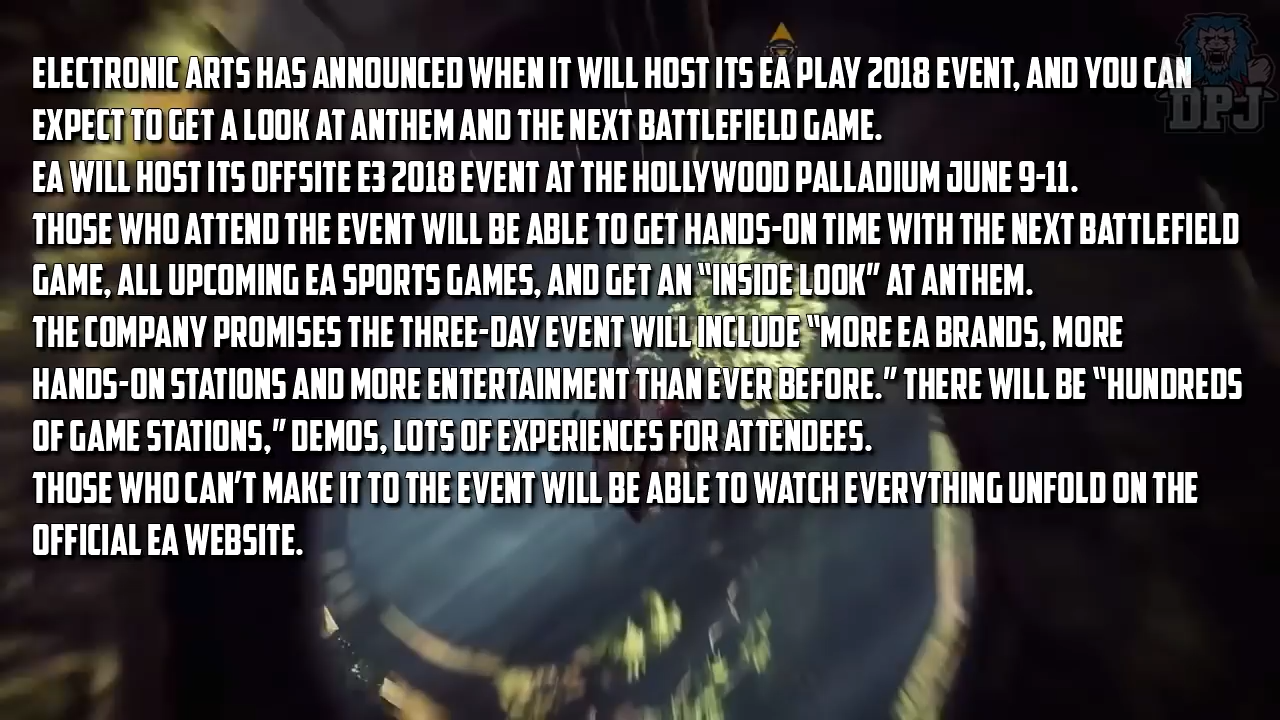 ELECTRONIC ARTS HAS ANNOUNCED WHEN IT WILL HOST ITS EA PLAY 2018 EVENT, AND YOU CAN
EXPECT TO GET A LOOK AT ANTHEM AND THE NEXT BATTLEFIELD GAME.
EA WILL HOST ITS OFFSITE E3 2018 EVENT AT THE HOLLYWOOD PALLADIUM JUNE 9-11.
THOSE WHO ATTEND THE EVENT WILL BE ABLE TO GET HANDS-ON TIME WITH THE NEXT BATTLEFIELD
GAME, ALL UPCOMING EA SPORTS GAMES, AND GET AN “INSIDE LOOK” AT ANTHEM.
THE COMPANY PROMISES THE THREE-DAY EVENT WILL INCLUDE “MORE EA BRANDS, MORE
HANDS-ON STATIONS AND MORE ENTERTAINMENT THAN EVER BEFORE.” THERE WILL BE “HUNDREDS
OF GAME STATIONS,” DEMOS, LOTS OF EXPERIENCES FOR ATTENDEES.
THOSE WHO CAN’T MAKE IT TO THE EVENT WILL BE ABLE TO WATCH EVERYTHING UNFOLD ON THE
OFFICIAL EA WEBSITE.
DPJ